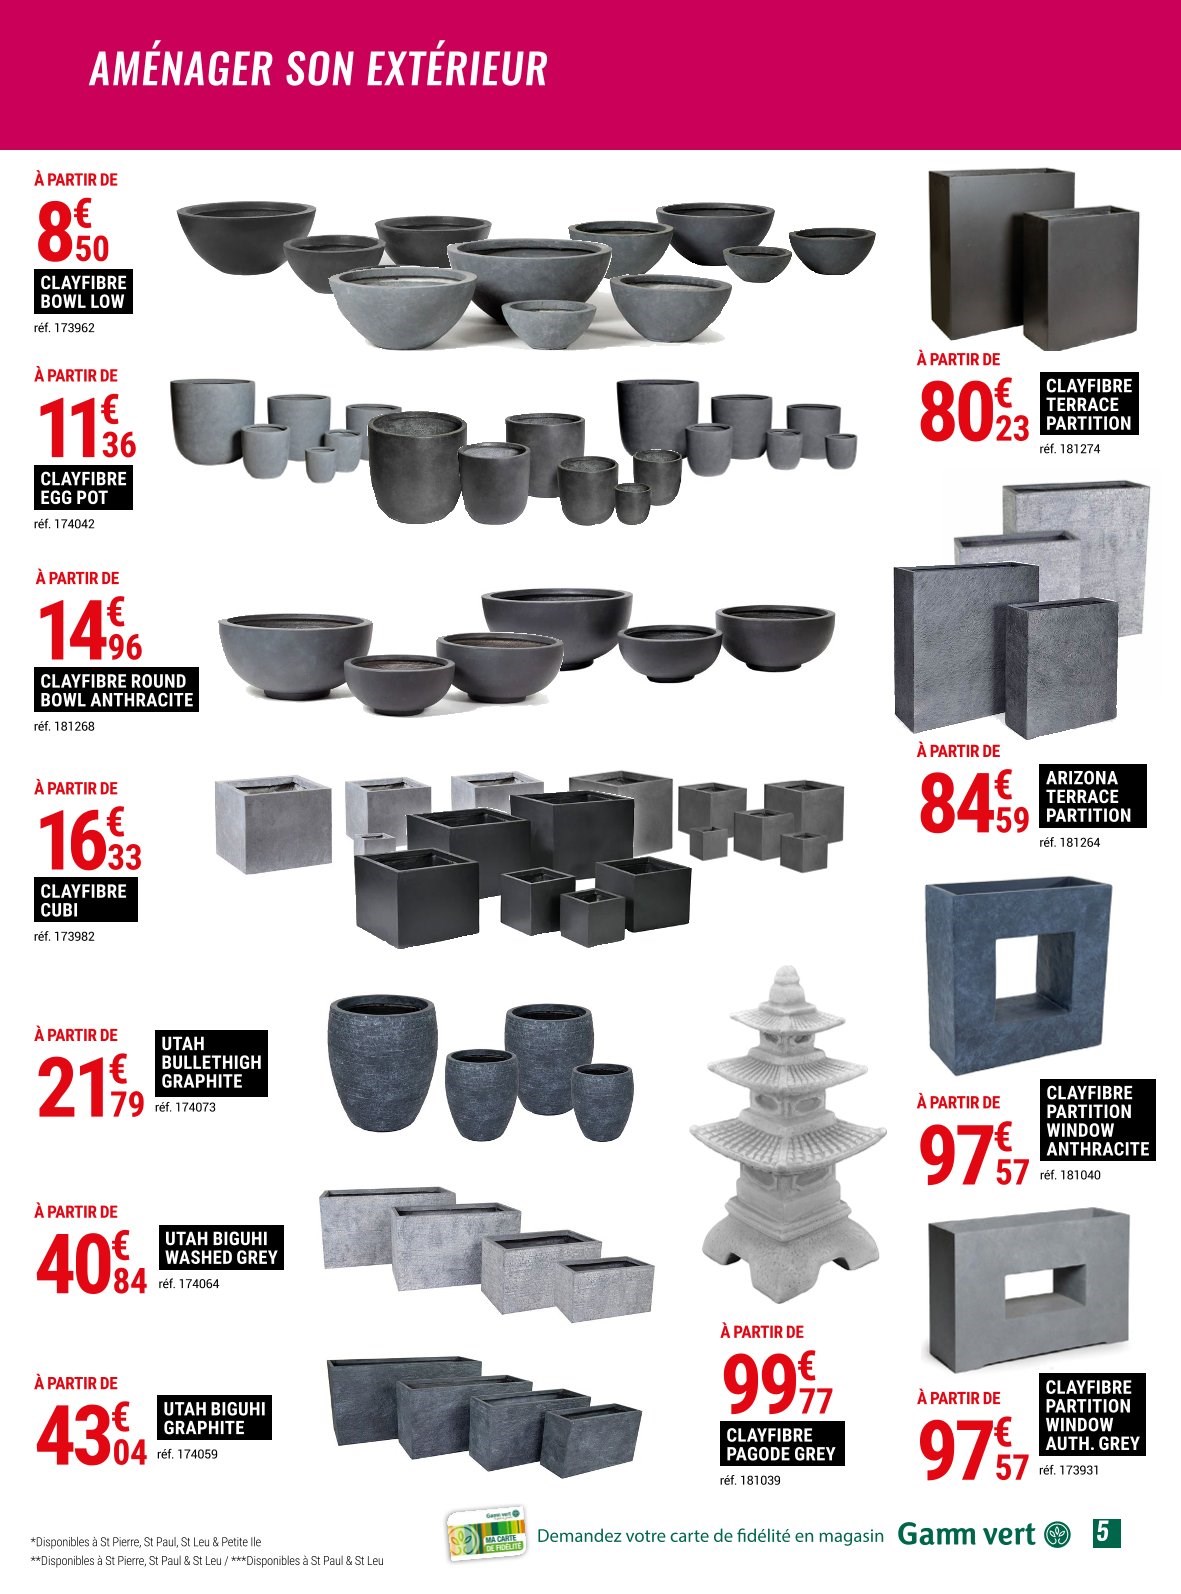 AMÉNAGER SON EXTÉRIEUR
À PARTIR DE
8€50
CLAYFIBRE
BOWL LOW
réf. 173962
À PARTIR DE
11€36
CLAYFIBRE
EGG POT
réf. 174042
À PARTIR DE
14€96
CLAYFIBRE ROUND
BOWL ANTHRACITE
réf. 181268
À PARTIR DE
16€33
CLAYFIBRE
CUBI
réf. 173982
À PARTIR DE
21€79
UTAH
BULLETHIGH
GRAPHITE
réf. 174073
À PARTIR DE
40€84
UTAH BIGUHI
WASHED GREY
réf. 174064
À PARTIR DE
43€04
UTAH BIGUHI
GRAPHITE
réf. 174059
À PARTIR DE
99€77
CLAYFIBRE
PAGODE GREY
réf. 181039
À PARTIR DE
80€23
CLAYFIBRE
TERRACE
PARTITION
réf. 181274
À PARTIR DE
84€59
ARIZONA
TERRACE
PARTITION
réf. 181264
À PARTIR DE
97€57
CLAYFIBRE
PARTITION
WINDOW
ANTHRACITE
réf. 181040
À PARTIR DE
97€57
CLAYFIBRE
PARTITION
WINDOW
AUTH. GREY
réf. 173931
*Disponibles à St Pierre, St Paul, St Leu & Petite Ile
**Disponibles à St Pierre, St Paul & St Leu / ***Disponibles à St Paul & St Leu
Gamm vert
MA CARTE
DE FIDÉLITÉ
Demandez votre carte de fidélité en magasin
Gamm vert
5